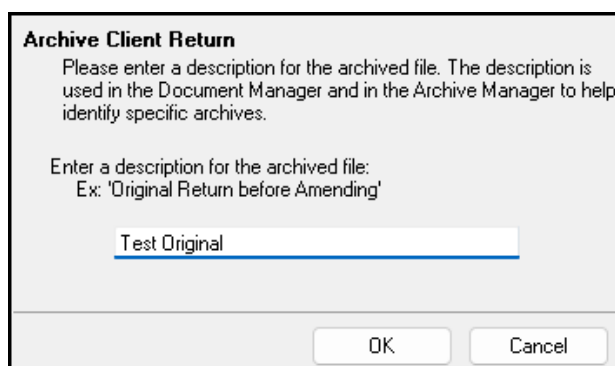 Archive Client Return
Please enter a description for the archived file. The description is
used in the Document Manager and in the Archive Manager to help
identify specific archives.
Enter a description for the archived file:
Ex: 'Original Return before Amending'
Test Original
OK
Cancel